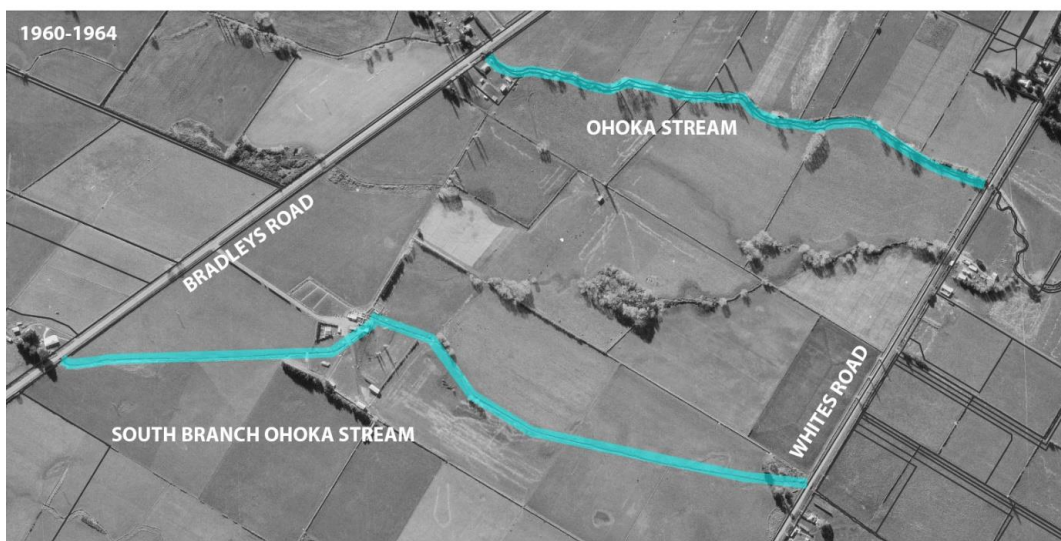 1960-1964
OHOKA STREAM
BRADLEYS ROAD
WHITES ROAD
SOUTH BRANCH OHOKA STREAM